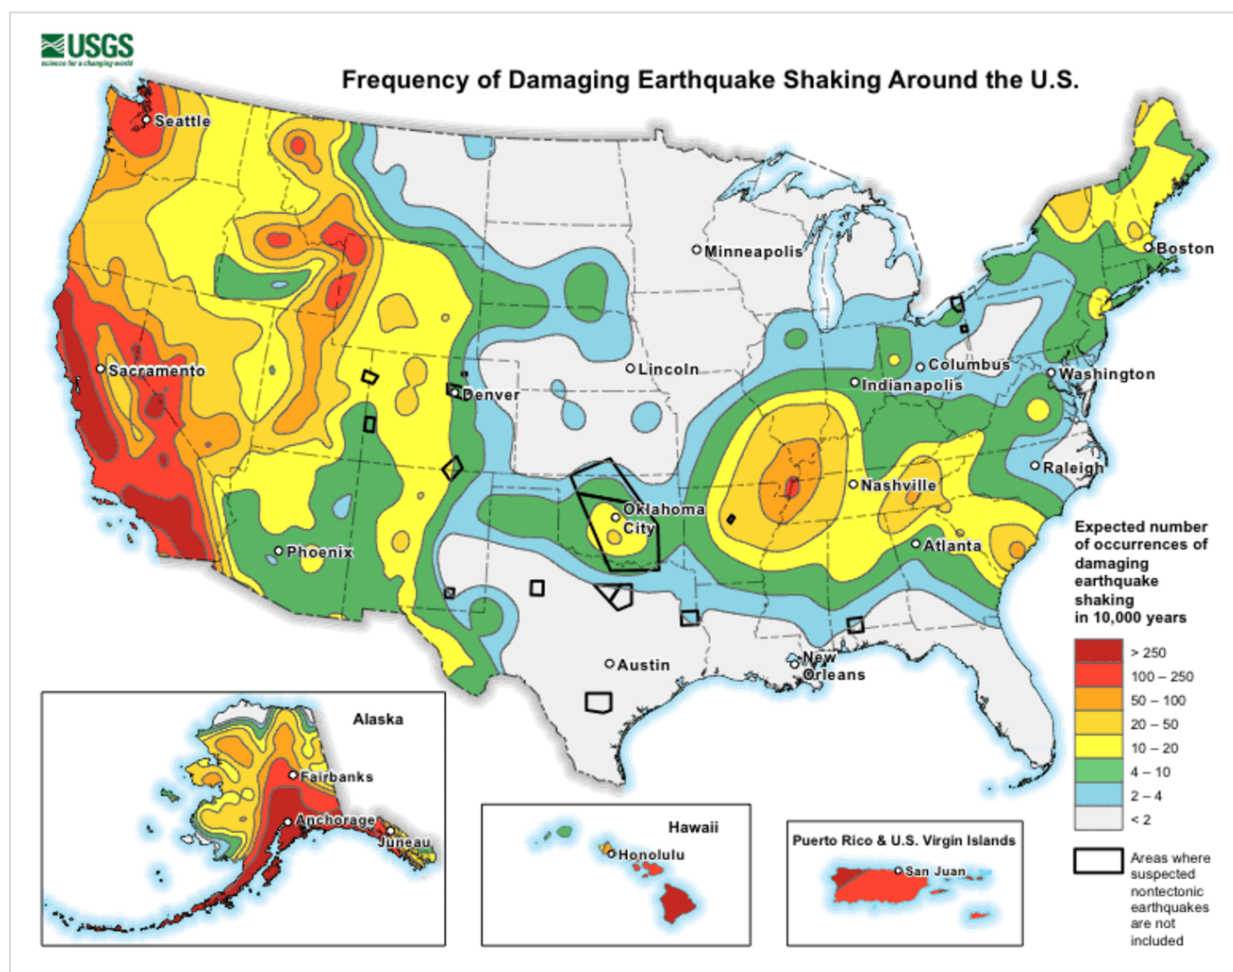 USGS
science for a changing world
Frequency of Damaging Earthquake Shaking Around the U.S.
Seattle
Minneapolis
Boston
Sacramento
Lincoln
Columbus
Washington
Indianapolis
Denver
Raleigh
Nashville
Oklahoma
City
Phoenix
Atlanta
Austin
New
Orleans
Expected number
of occurrences of
damaging
earthquake
shaking
in 10,000 years
> 250
100 – 250
50 – 100
20 – 50
10 – 20
4 – 10
2 – 4
< 2
Areas where
suspected
nontectonic
earthquakes
are not
included
Alaska
Fairbanks
Anchorage
Juneau
Hawaii
Honolulu
Puerto Rico & U.S. Virgin Islands
San Juan